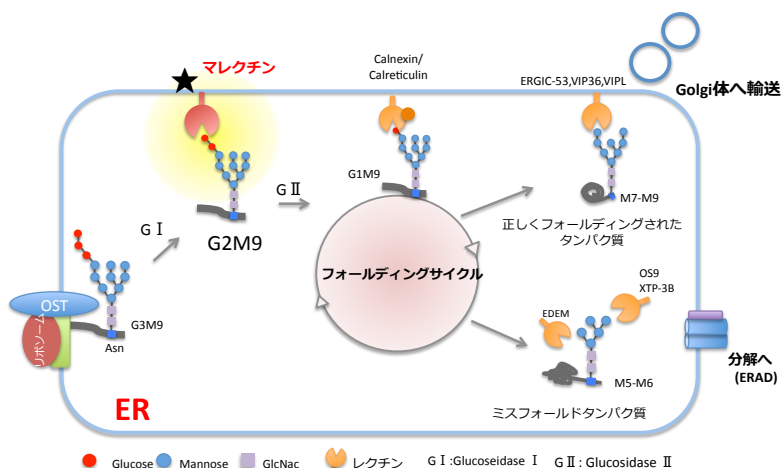 マレクチン
Calnexin/
Calreticulin
ERGIC-53,VIP36,VIPL
Golgi体へ輸送
G1M9
GⅡ
GⅠ
G2M9
M7-M9
正しくフォールディングされた
タンパク質
フォールディングサイクル
OS9
XTP-3B
OST
リボソーム
G3M9
Asn
EDEM
分解へ
(ERAD)
M5-M6
ER
ミスフォールドタンパク質
Glucose Mannose GlcNac レクチン GⅠ:Glucoseidase Ⅰ GⅡ: Glucosidase Ⅱ